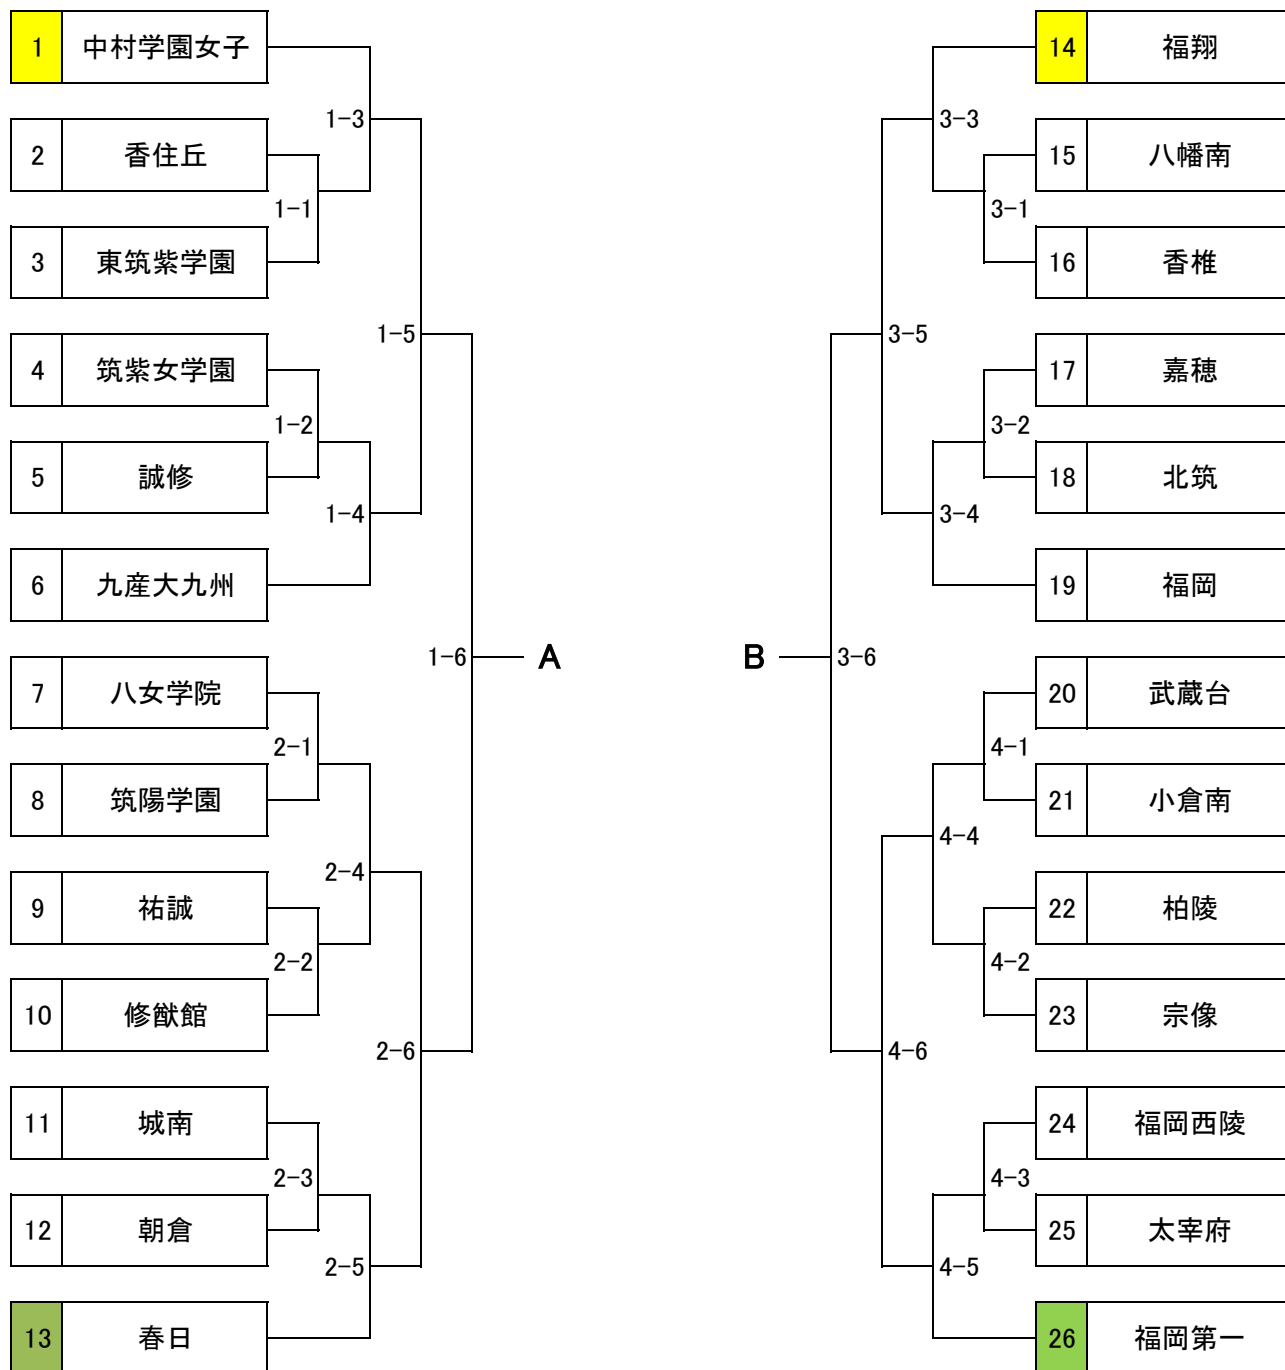 1 中村学園女子
1-3
2 香住丘
1-1
3 東筑紫学園
1-5
4 筑紫女学園
1-2
5 誠修
1-4
6 九産大九州
1-6
A
7 八女学院
2-1
8 筑陽学園
2-4
9 祐誠
2-2
10 修猷館
2-6
11 城南
2-3
12 朝倉
2-5
13 春日
14 福翔
3-3
15 八幡南
3-1
16 香椎
3-5
17 嘉穂
3-2
18 北筑
3-4
19 福岡
B
3-6
20 武蔵台
4-1
21 小倉南
4-4
22 柏陵
4-2
23 宗像
4-6
24 福岡西陵
4-3
25 太宰府
4-5
26 福岡第一